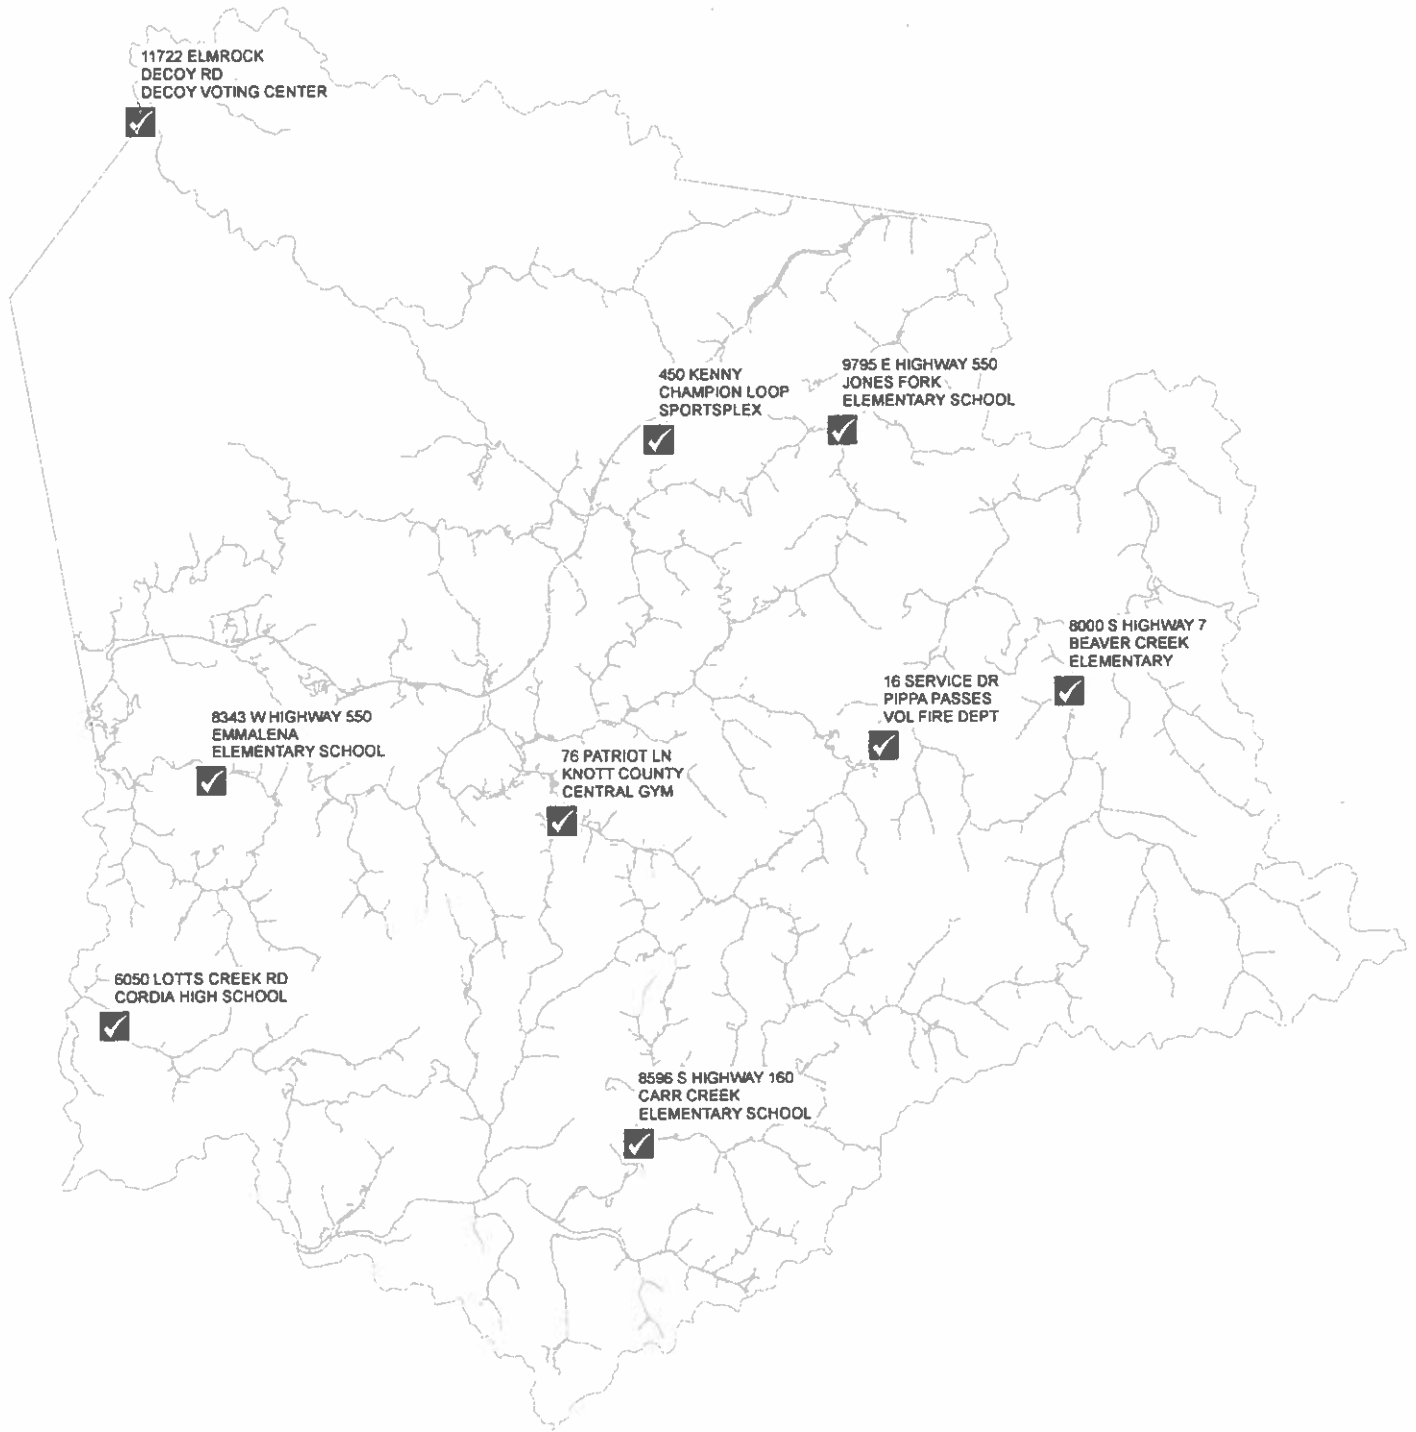 11722 ELMROCK
DECOY RD
DECOY VOTING CENTER
450 KENNY
CHAMPION LOOP
SPORTSPLEX
9795 E HIGHWAY 550
JONES FORK
ELEMENTARY SCHOOL
8000 S HIGHWAY 7
BEAVER CREEK
ELEMENTARY
16 SERVICE DR
PIPPA PASSES
VOL FIRE DEPT
8343 W HIGHWAY 550
EMMALENA
ELEMENTARY SCHOOL
76 PATRIOT LN
KNOTT COUNTY
CENTRAL GYM
6050 LOTTS CREEK RD
CORDIA HIGH SCHOOL
8596 S HIGHWAY 160
CARR CREEK
ELEMENTARY SCHOOL